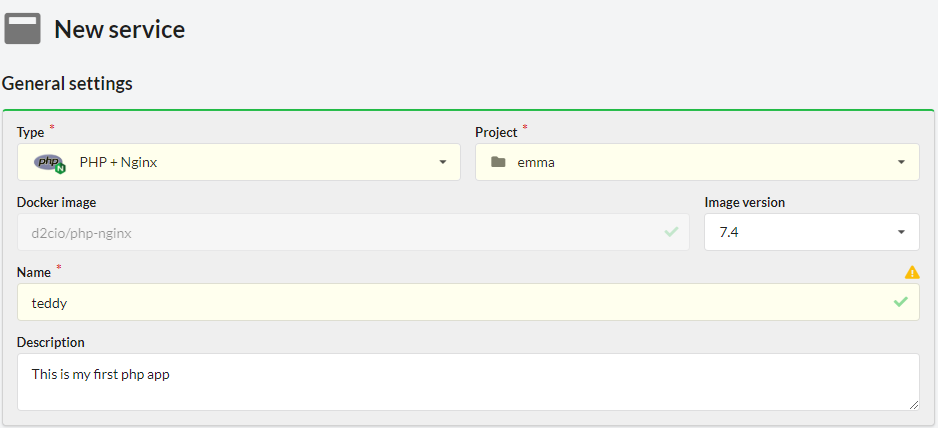 New service
General settings
Type * Project *
php N PHP + Nginx emma
Docker image Image version
d2cio/php-nginx 7.4
Name *
teddy
Description
This is my first php app